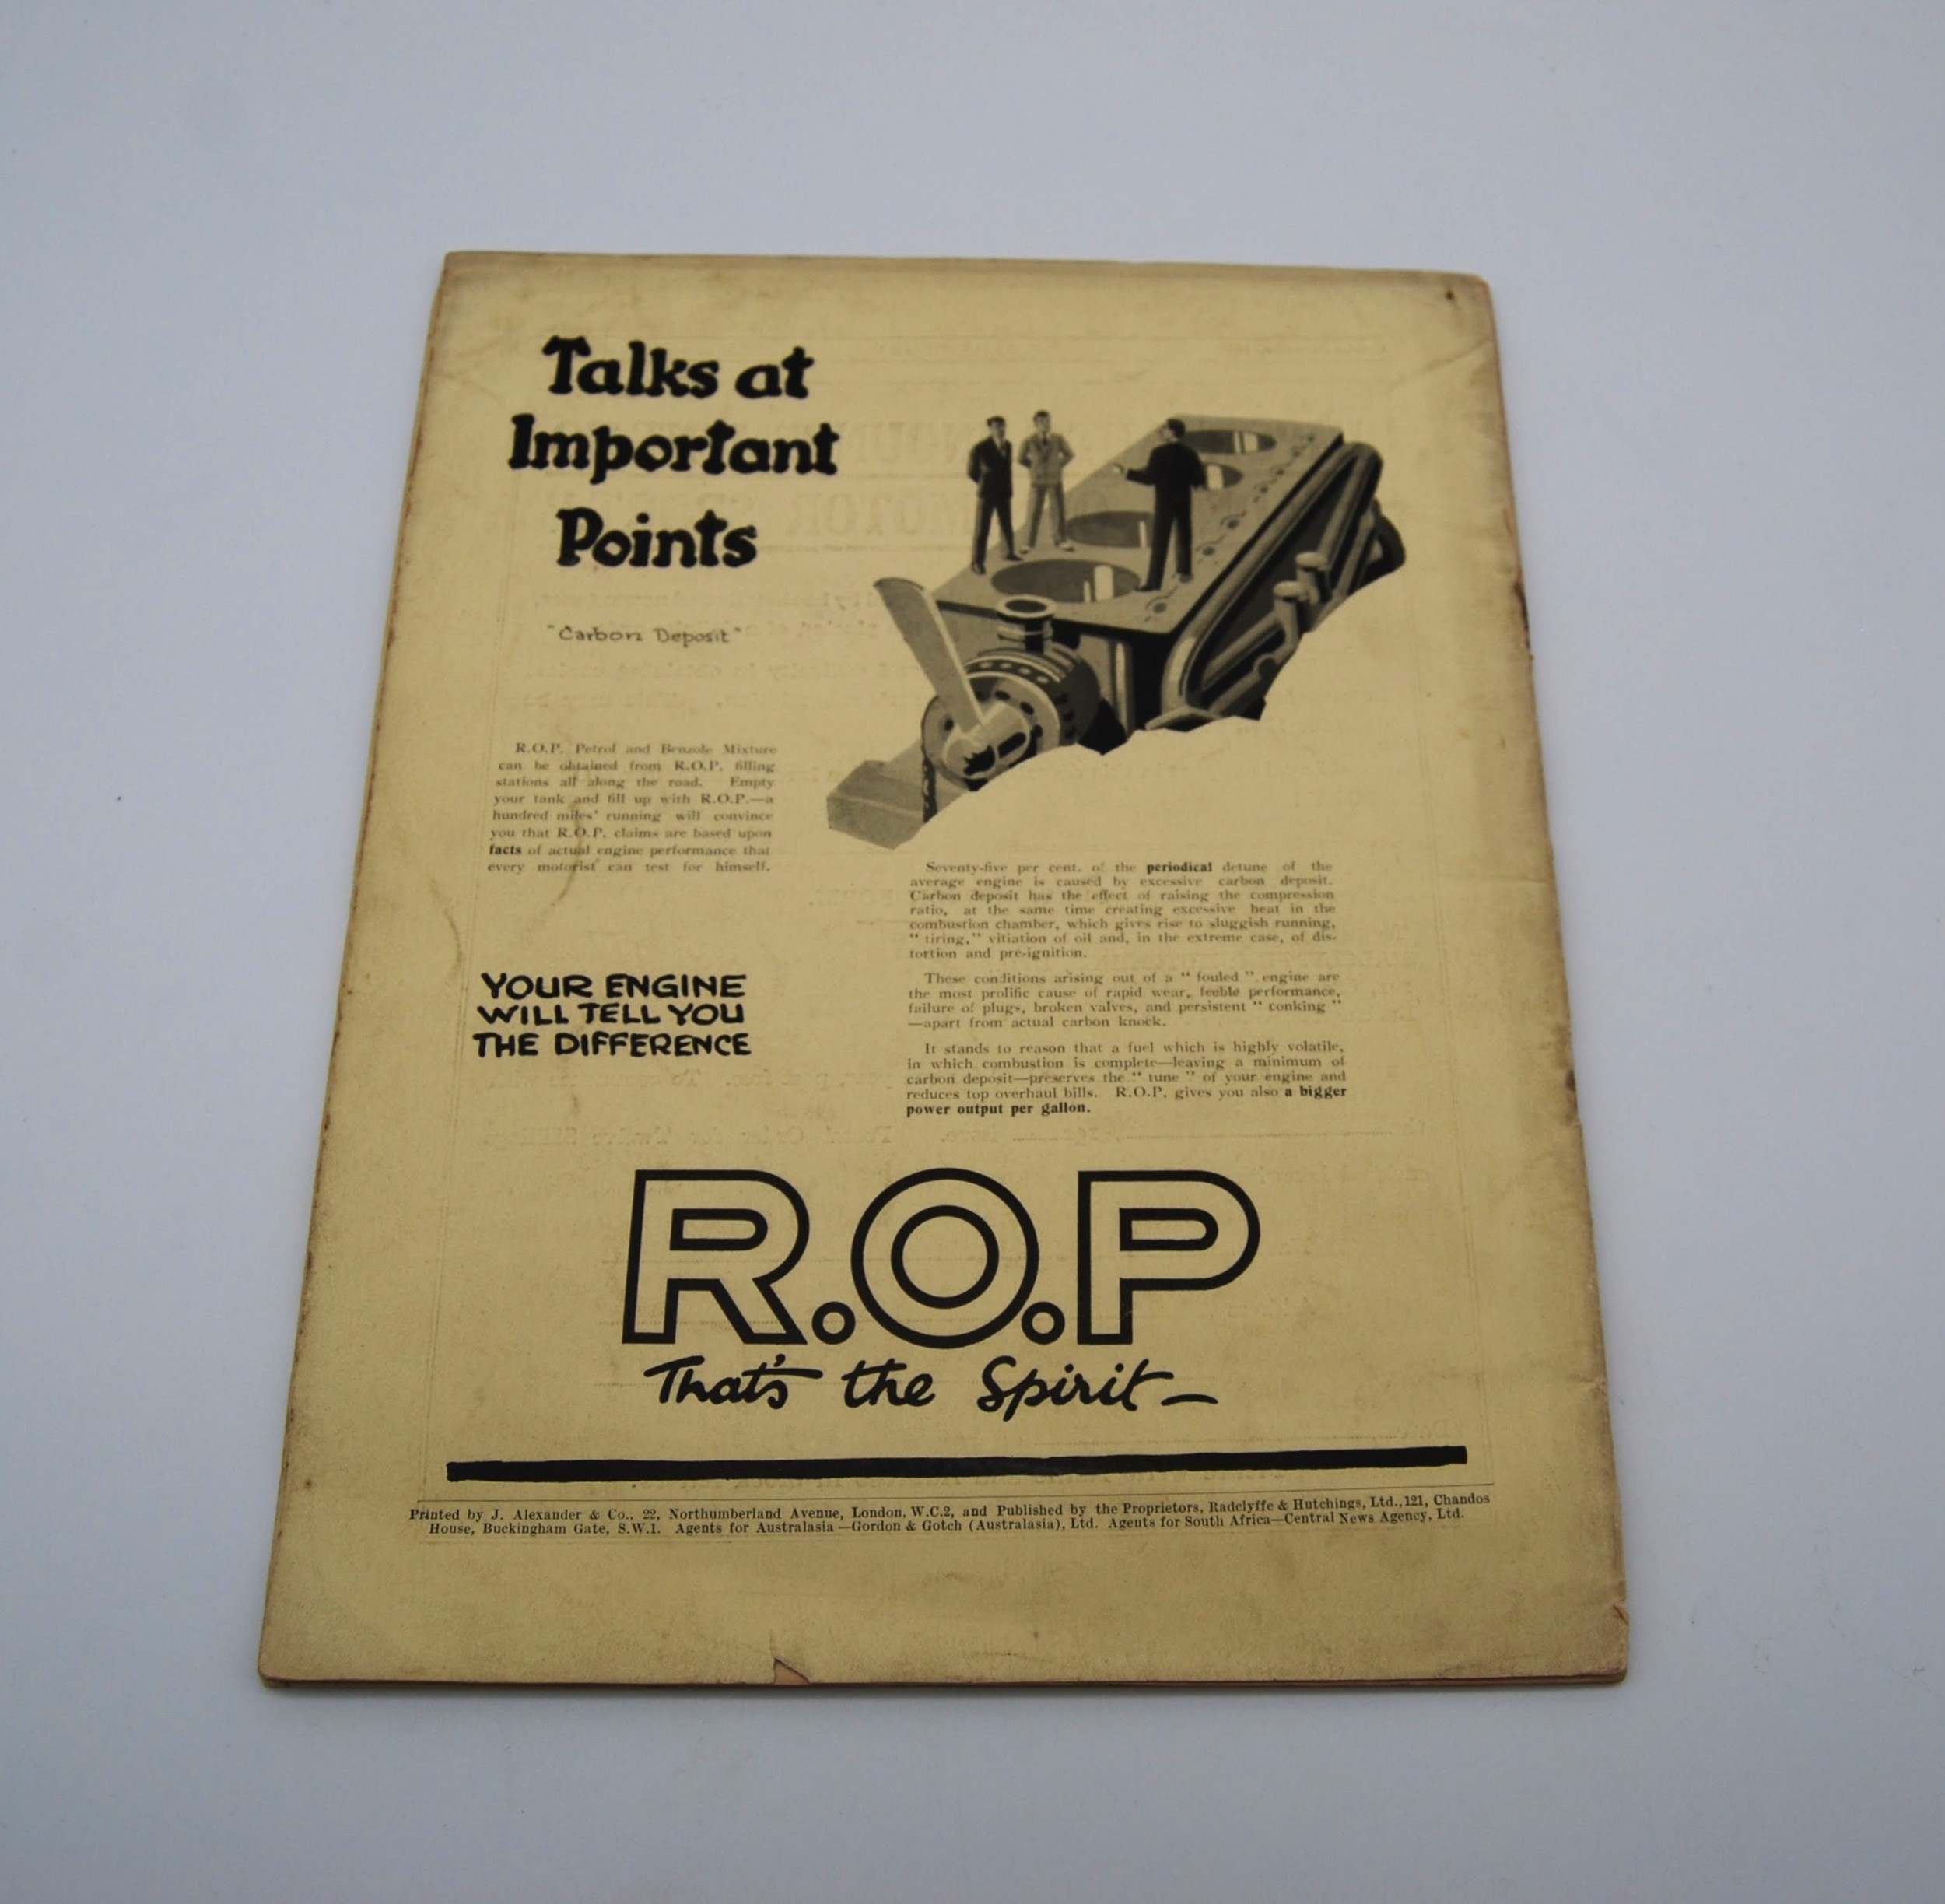 Talks at
Important
Points
"Carbon Deposit"
R.O.P. Petrol and Benzole Mixture
can be obtained from R.O.P. filling
stations all along the road. Empty
your tank and fill up with R.O.P.—a
hundred miles' running will convince
you that R.O.P. claims are based upon
facts of actual engine performance that
every motorist can test for himself.
Seventy-five per cent. of the periodical detune of the
average engine is caused by excessive carbon deposit.
Carbon deposit has the effect of raising the compression
ratio, at the same time creating excessive heat in the
combustion chamber, which gives rise to sluggish running,
"tiring," vitiation of oil and, in the extreme case, of dis-
tortion and pre-ignition.
These conditions arising out of a "fouled" engine are
the most prolific cause of rapid wear, feeble performance,
failure of plugs, broken valves, and persistent "conking"
—apart from actual carbon knock.
It stands to reason that a fuel which is highly volatile,
in which combustion is complete—leaving a minimum of
carbon deposit—preserves the "tune" of your engine and
reduces top overhaul bills. R.O.P. gives you also a bigger
power output per gallon.
YOUR ENGINE
WILL TELL YOU
THE DIFFERENCE
R.O.P
That's the Spirit—
Printed by J. Alexander & Co., 22, Northumberland Avenue, London, W.C.2, and Published by the Proprietors, Radclyffe & Hutchings, Ltd., 121, Chandos
House, Buckingham Gate, S.W.1. Agents for Australasia—Gordon & Gotch (Australasia), Ltd. Agents for South Africa—Central News Agency, Ltd.